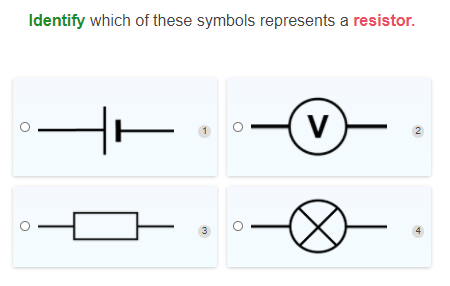 Identify which of these symbols represents a resistor.
1
V
2
3
4